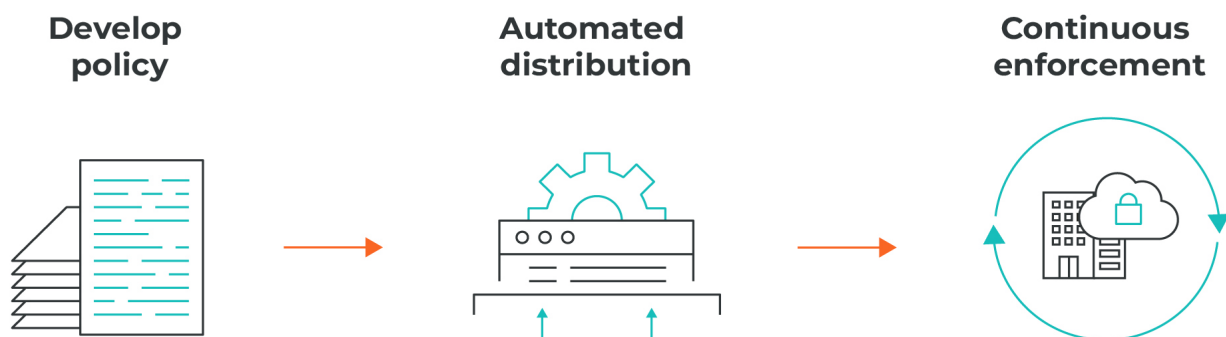 Develop
policy
Automated
distribution
Continuous
enforcement